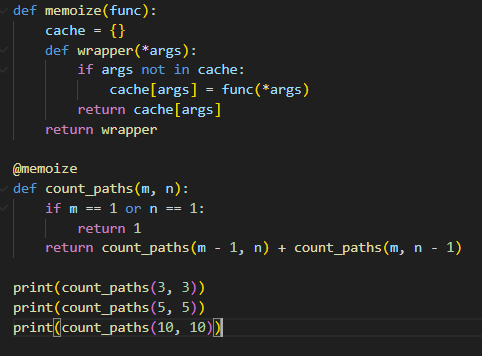 def memoize(func):
    cache = {}
    def wrapper(*args):
        if args not in cache:
            cache[args] = func(*args)
        return cache[args]
    return wrapper

@memoize
def count_paths(m, n):
    if m == 1 or n == 1:
        return 1
    return count_paths(m - 1, n) + count_paths(m, n - 1)

print(count_paths(3, 3))
print(count_paths(5, 5))
print(count_paths(10, 10))